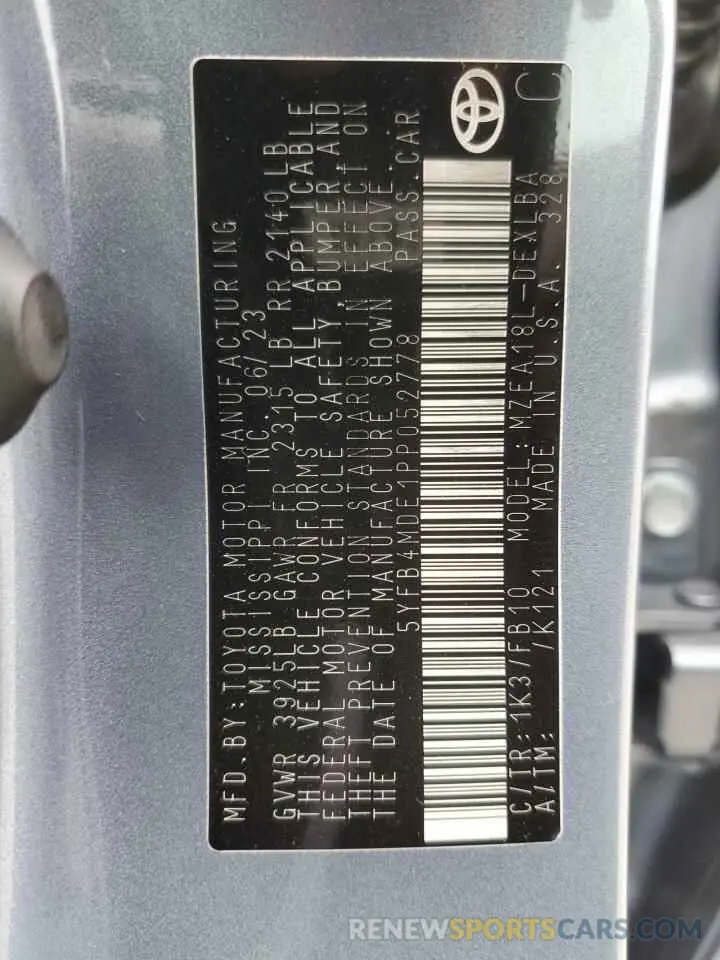 MFD.BY:TOYOTA MOTOR MANUFACTURING
MISSISSIPPI INC. 06/23
GVWR 3925LB GAWR FR 2315 LB RR 2140 LB
THIS VEHICLE CONFORMS TO ALL APPLICABLE
FEDERAL MOTOR VEHICLE SAFETY,BUMPER,AND
THEFT PREVENTION STANDARDS IN EFFECT ON
THE DATE OF MANUFACTURE SHOWN ABOVE.
5YFB4MDE1PP052778 PASS.CAR
C/TR:1K3/FB10 MODEL:MZEA18L-DEXLBA
A/TM: /K121 MADE IN U.S.A. 328
C
RENEWSPORTSCARS.COM